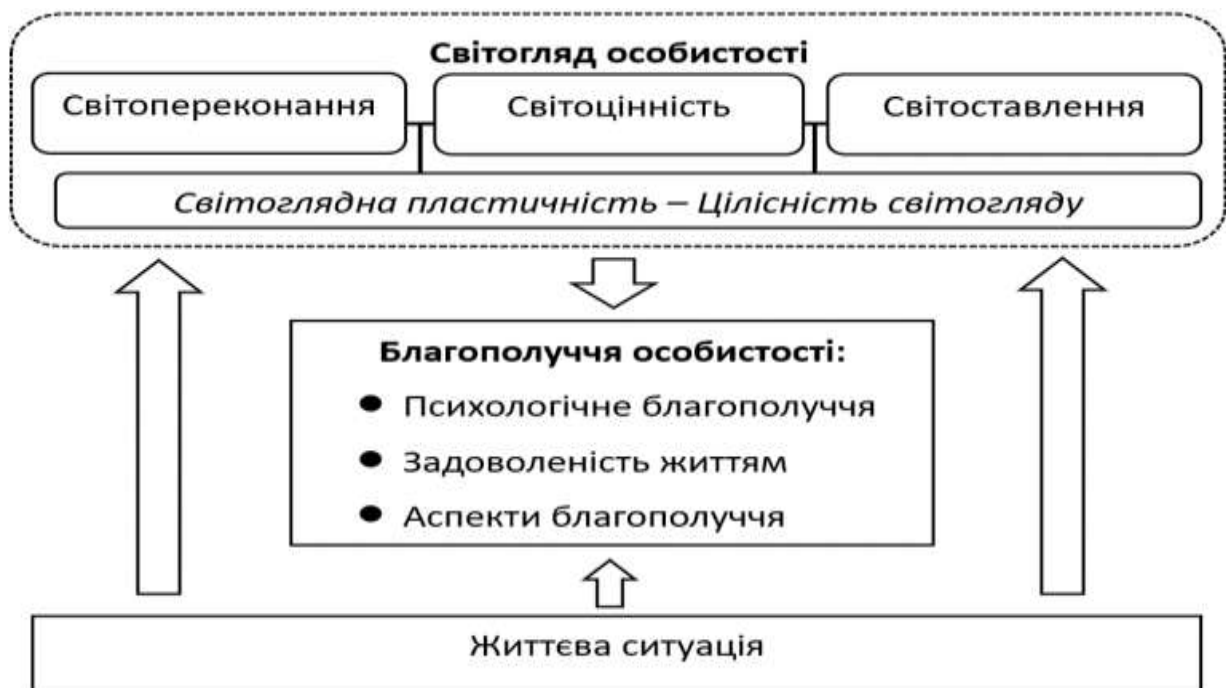 Світогляд особистості
Світопереконання
Світоцінність
Світоставлення
Світоглядна пластичність – Цілісність світогляду
Благополуччя особистості:
● Психологічне благополуччя
● Задоволеність життям
● Аспекти благополуччя
Життєва ситуація